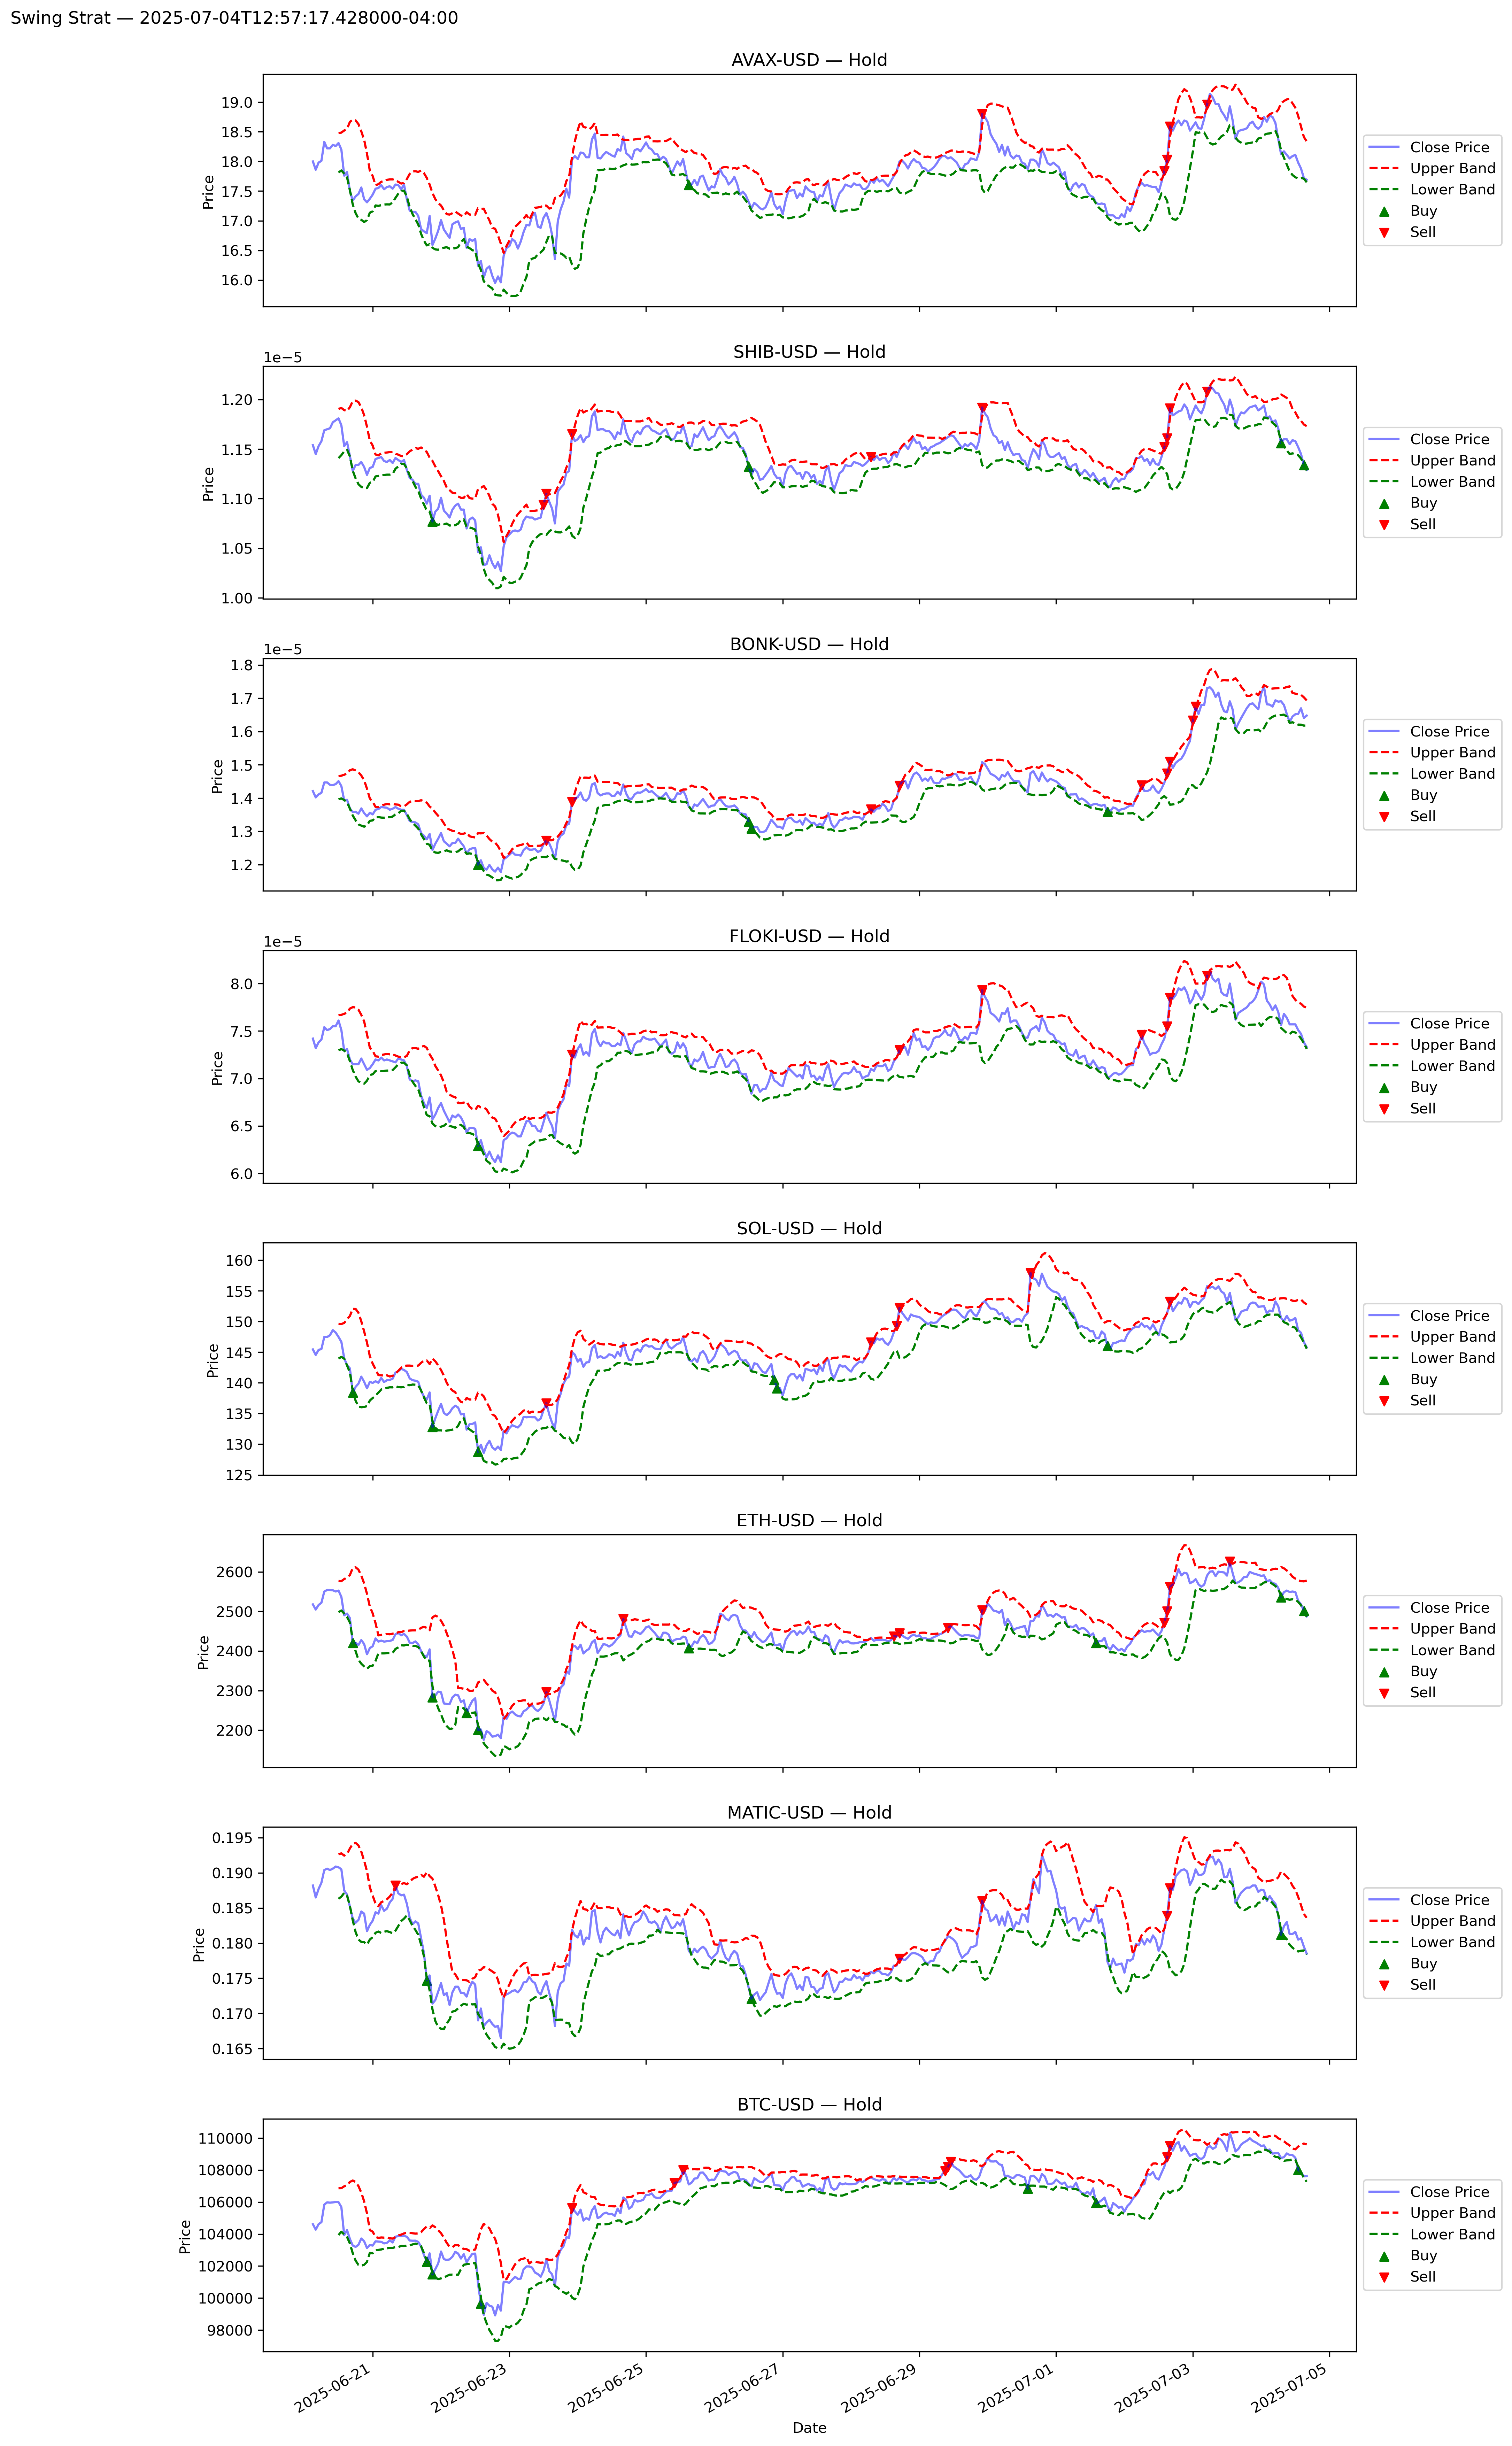 Swing Strat — 2025-07-04T12:57:17.428000-04:00
AVAX-USD — Hold
Price
19.0
18.5
18.0
17.5
17.0
16.5
16.0
Close Price
Upper Band
Lower Band
Buy
Sell
SHIB-USD — Hold
1e−5
Price
1.20
1.15
1.10
1.05
1.00
Close Price
Upper Band
Lower Band
Buy
Sell
BONK-USD — Hold
1e−5
Price
1.8
1.7
1.6
1.5
1.4
1.3
1.2
Close Price
Upper Band
Lower Band
Buy
Sell
FLOKI-USD — Hold
1e−5
Price
8.0
7.5
7.0
6.5
6.0
Close Price
Upper Band
Lower Band
Buy
Sell
SOL-USD — Hold
Price
160
155
150
145
140
135
130
125
Close Price
Upper Band
Lower Band
Buy
Sell
ETH-USD — Hold
Price
2600
2500
2400
2300
2200
Close Price
Upper Band
Lower Band
Buy
Sell
MATIC-USD — Hold
Price
0.195
0.190
0.185
0.180
0.175
0.170
0.165
Close Price
Upper Band
Lower Band
Buy
Sell
BTC-USD — Hold
Price
110000
108000
106000
104000
102000
100000
98000
Close Price
Upper Band
Lower Band
Buy
Sell
2025-06-21
2025-06-23
2025-06-25
2025-06-27
2025-06-29
2025-07-01
2025-07-03
2025-07-05
Date